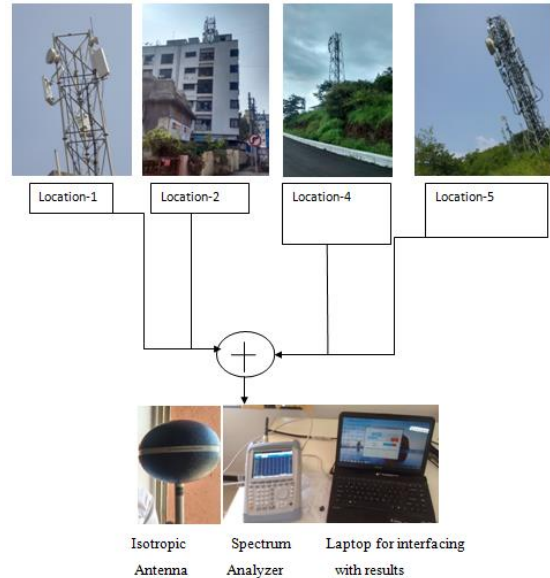 Location-1
Location-2
Location-4
Location-5
Isotropic
Antenna
Spectrum
Analyzer
Laptop for interfacing
with results